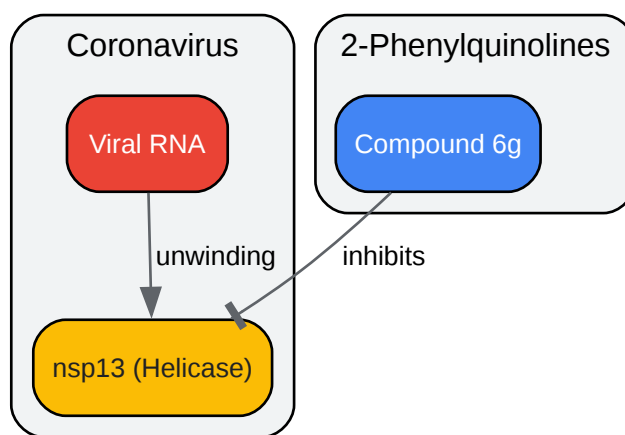 Coronavirus
2-Phenylquinolines
Viral RNA
Compound 6g
unwinding
inhibits
nsp13 (Helicase)